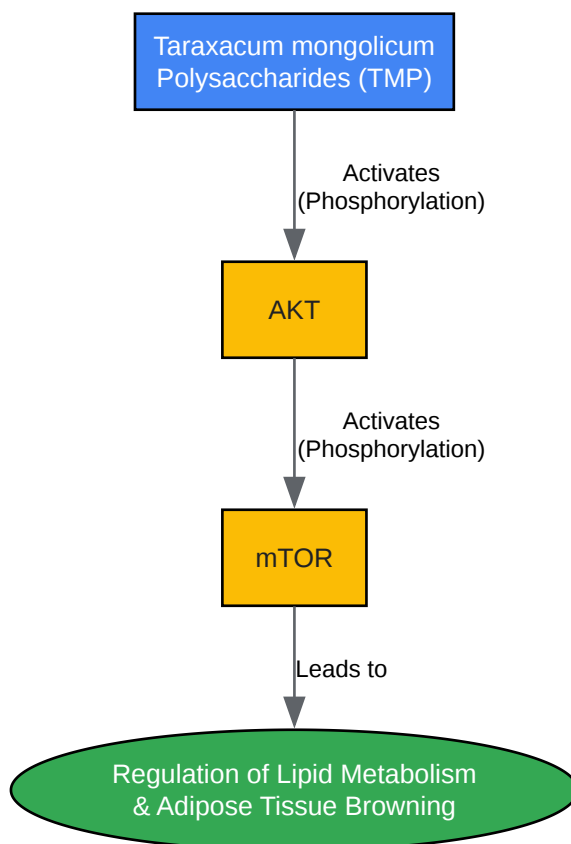 Taraxacum mongolicum
Polysaccharides (TMP)
Activates
(Phosphorylation)
AKT
Activates
(Phosphorylation)
mTOR
Leads to
Regulation of Lipid Metabolism
& Adipose Tissue Browning